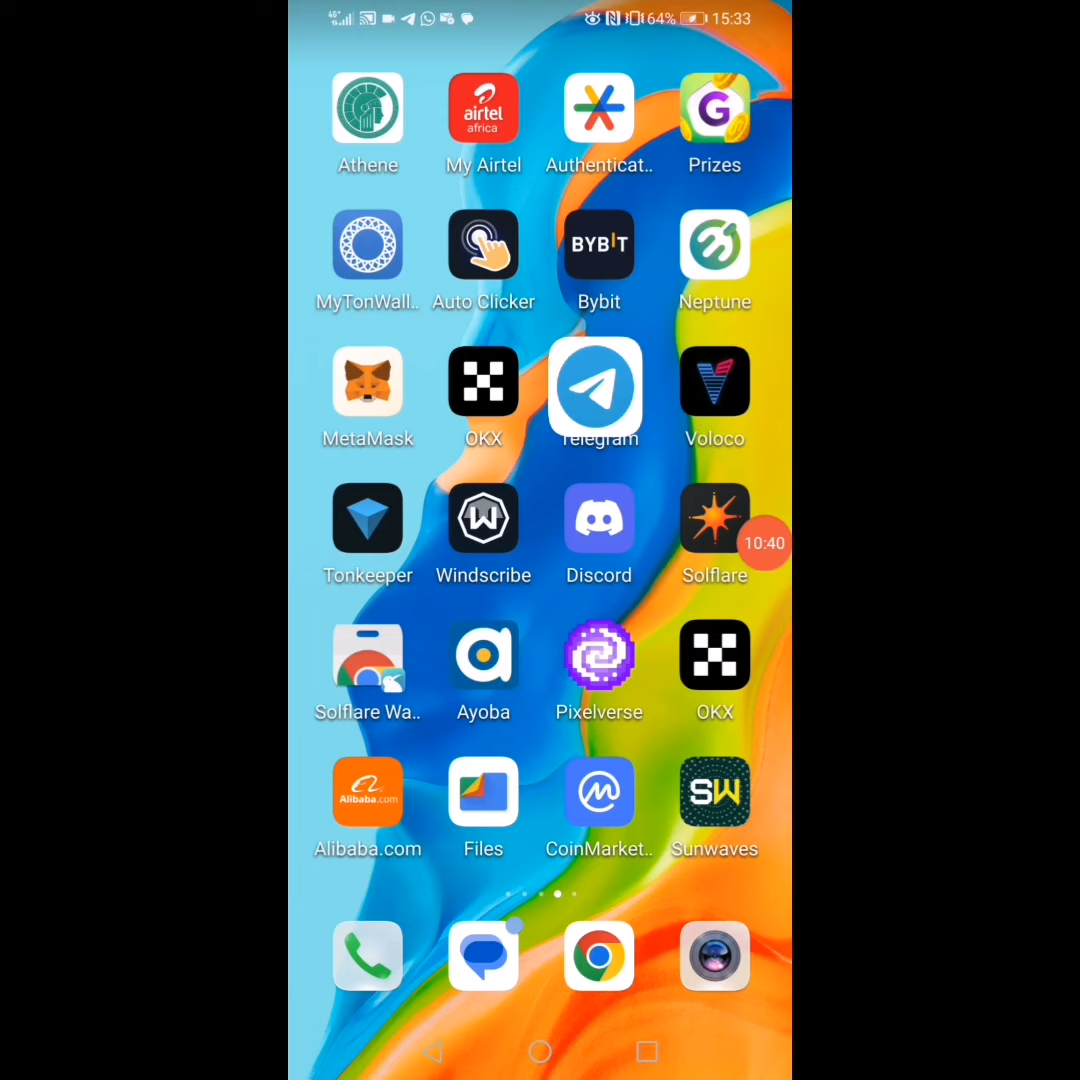 4G+
64%
15:33
Athene
airtel
africa
My Airtel
Authenticat..
G
Prizes
MyTonWall..
Auto Clicker
BYBIT
Bybit
Neptune
MetaMask
OKX
Telegram
Voloco
Tonkeeper
W
Windscribe
Discord
Solflare
10:40
Solflare Wa..
a
Ayoba
Pixelverse
OKX
Alibaba.com
Alibaba.com
Files
CoinMarket..
SW
Sunwaves